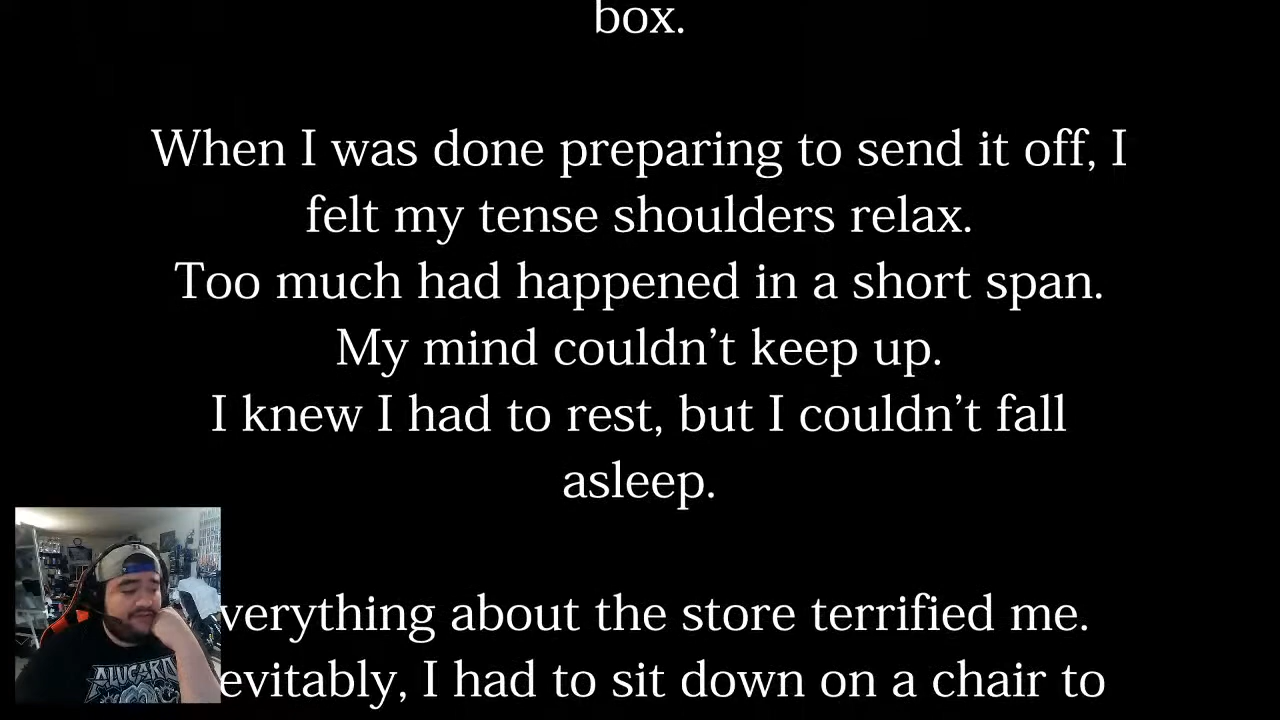 box.
When I was done preparing to send it off, I
felt my tense shoulders relax.
Too much had happened in a short span.
My mind couldn’t keep up.
I knew I had to rest, but I couldn’t fall
asleep.
verything about the store terrified me.
evitably, I had to sit down on a chair to
ALUCARD